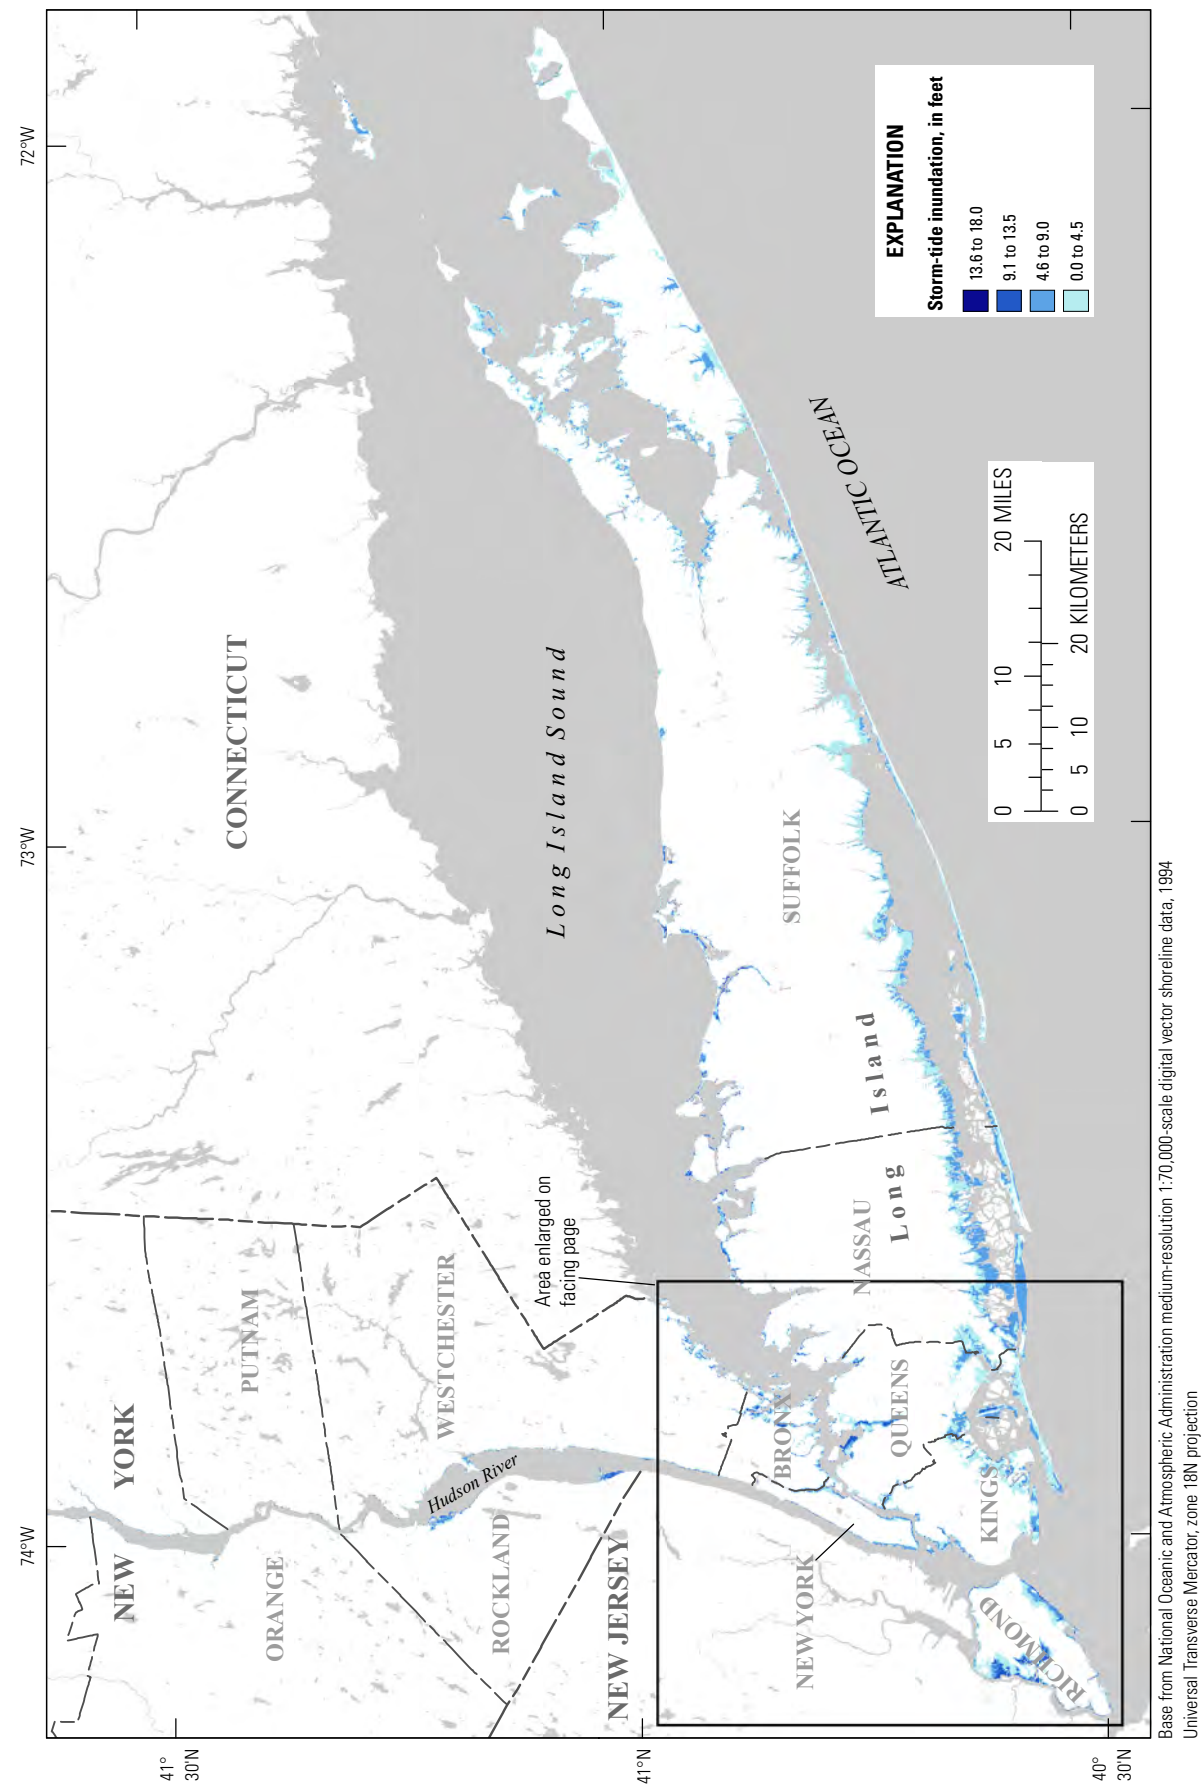 72°W
73°W
74°W
41°
30'N
41°N
40°
30'N
CONNECTICUT
NEW YORK
PUTNAM
ORANGE
WESTCHESTER
ROCKLAND
Hudson River
NEW JERSEY
Area enlarged on
facing page
Long Island Sound
SUFFOLK
Long Island
NASSAU
BRONX
QUEENS
KINGS
NEW YORK
RICHMOND
ATLANTIC OCEAN
EXPLANATION
Storm-tide inundation, in feet
13.6 to 18.0
9.1 to 13.5
4.6 to 9.0
0.0 to 4.5
0 5 10 20 MILES
0 5 10 20 KILOMETERS
Base from National Oceanic and Atmospheric Administration medium-resolution 1:70,000-scale digital vector shoreline data, 1994
Universal Transverse Mercator, zone 18N projection